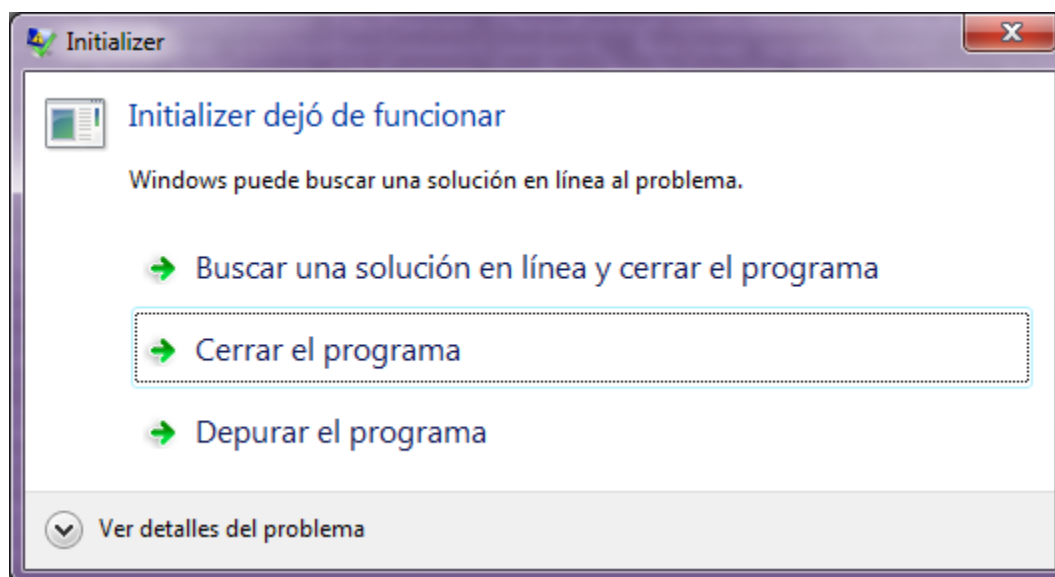 Initializer
Initializer dejó de funcionar
Windows puede buscar una solución en línea al problema.
Buscar una solución en línea y cerrar el programa
Cerrar el programa
Depurar el programa
Ver detalles del problema